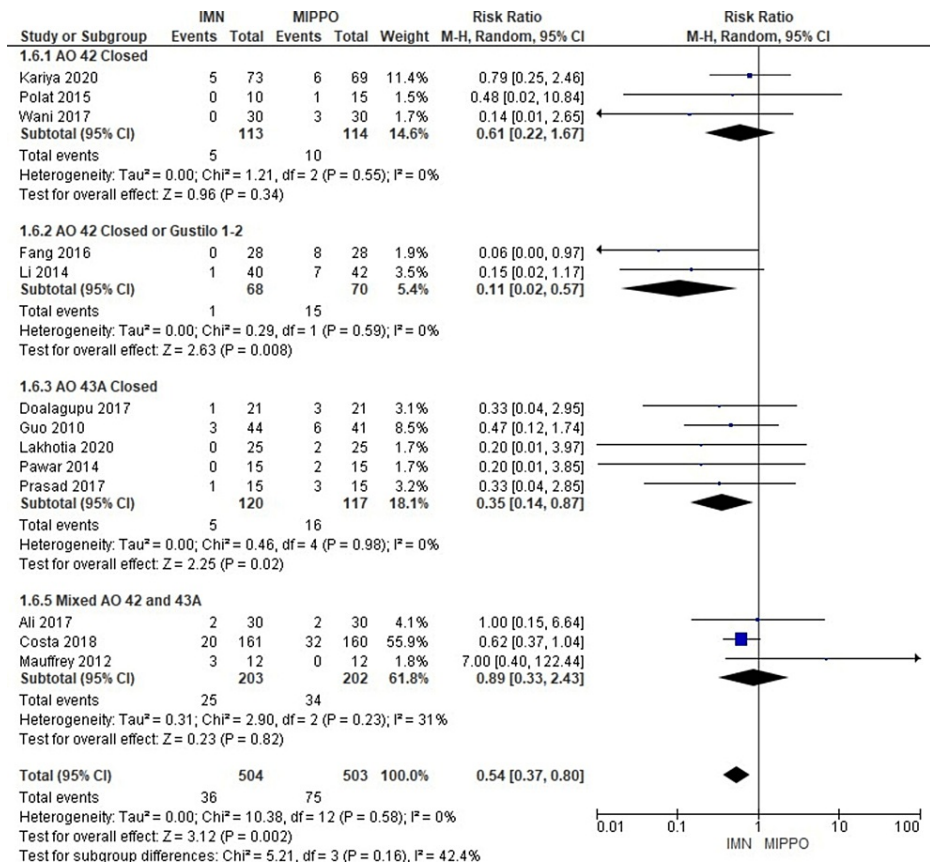 IMN MIPPO Risk Ratio Risk Ratio
Study or Subgroup Events Total Events Total Weight M-H, Random, 95% CI M-H, Random, 95% CI
1.6.1 AO 42 Closed
Kariya 2020 5 73 6 69 11.4% 0.79 [0.25, 2.46]
Polat 2015 0 10 1 15 1.5% 0.48 [0.02, 10.84]
Wani 2017 0 30 3 30 1.7% 0.14 [0.01, 2.65]
Subtotal (95% CI) 113 114 14.6% 0.61 [0.22, 1.67]
Total events 5 10
Heterogeneity: Tau² = 0.00; Chi² = 1.21, df = 2 (P = 0.55); I² = 0%
Test for overall effect: Z = 0.96 (P = 0.34)
1.6.2 AO 42 Closed or Gustilo 1-2
Fang 2016 0 28 8 28 1.9% 0.06 [0.00, 0.97]
Li 2014 1 40 7 42 3.5% 0.15 [0.02, 1.17]
Subtotal (95% CI) 68 70 5.4% 0.11 [0.02, 0.57]
Total events 1 15
Heterogeneity: Tau² = 0.00; Chi² = 0.29, df = 1 (P = 0.59); I² = 0%
Test for overall effect: Z = 2.63 (P = 0.008)
1.6.3 AO 43A Closed
Doalagupu 2017 1 21 3 21 3.1% 0.33 [0.04, 2.95]
Guo 2010 3 44 6 41 8.5% 0.47 [0.12, 1.74]
Lakhotia 2020 0 25 2 25 1.7% 0.20 [0.01, 3.97]
Pawar 2014 0 15 2 15 1.7% 0.20 [0.01, 3.85]
Prasad 2017 1 15 3 15 3.2% 0.33 [0.04, 2.85]
Subtotal (95% CI) 120 117 18.1% 0.35 [0.14, 0.87]
Total events 5 16
Heterogeneity: Tau² = 0.00; Chi² = 0.46, df = 4 (P = 0.98); I² = 0%
Test for overall effect: Z = 2.25 (P = 0.02)
1.6.5 Mixed AO 42 and 43A
Ali 2017 2 30 2 30 4.1% 1.00 [0.15, 6.64]
Costa 2018 20 161 32 160 55.9% 0.62 [0.37, 1.04]
Mauffrey 2012 3 12 0 12 1.8% 7.00 [0.40, 122.44]
Subtotal (95% CI) 203 202 61.8% 0.89 [0.33, 2.43]
Total events 25 34
Heterogeneity: Tau² = 0.31; Chi² = 2.90, df = 2 (P = 0.23); I² = 31%
Test for overall effect: Z = 0.23 (P = 0.82)
Total (95% CI) 504 503 100.0% 0.54 [0.37, 0.80]
Total events 36 75
Heterogeneity: Tau² = 0.00; Chi² = 10.38, df = 12 (P = 0.58); I² = 0%
Test for overall effect: Z = 3.12 (P = 0.002)
Test for subgroup differences: Chi² = 5.21, df = 3 (P = 0.16), I² = 42.4%
0.01 0.1 1 10 100
IMN MIPPO